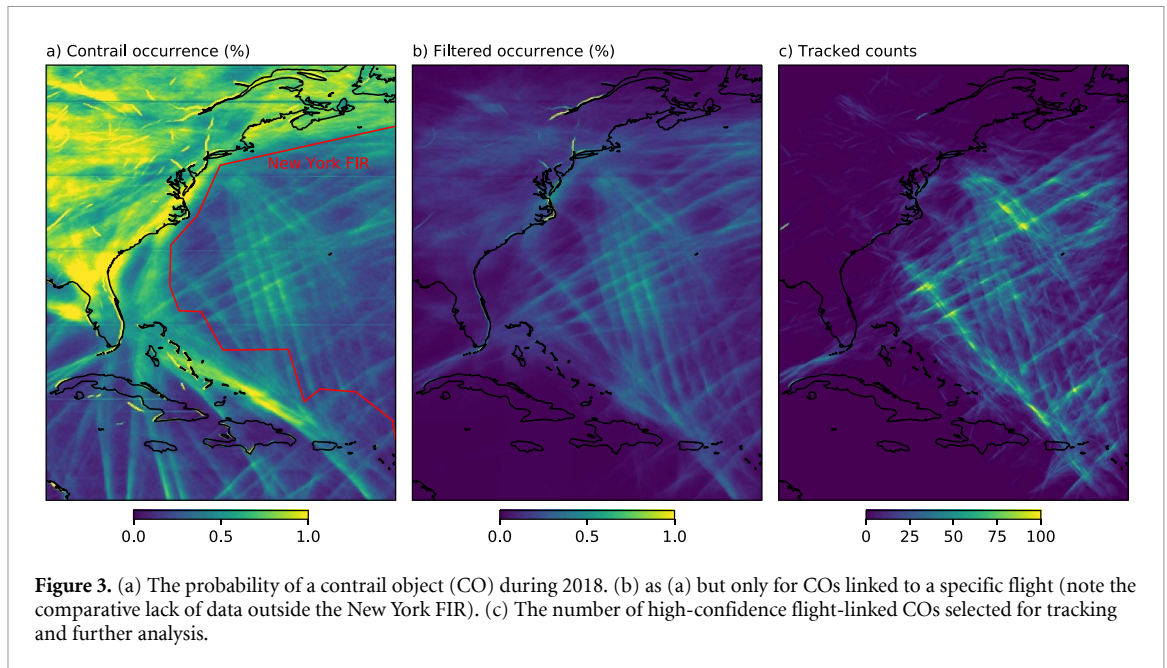 a) Contrail occurrence (%)
b) Filtered occurrence (%)
c) Tracked counts
New York FIR
0.0 0.5 1.0
0.0 0.5 1.0
0 25 50 75 100
Figure 3. (a) The probability of a contrail object (CO) during 2018. (b) as (a) but only for COs linked to a specific flight (note the
comparative lack of data outside the New York FIR). (c) The number of high-confidence flight-linked COs selected for tracking
and further analysis.